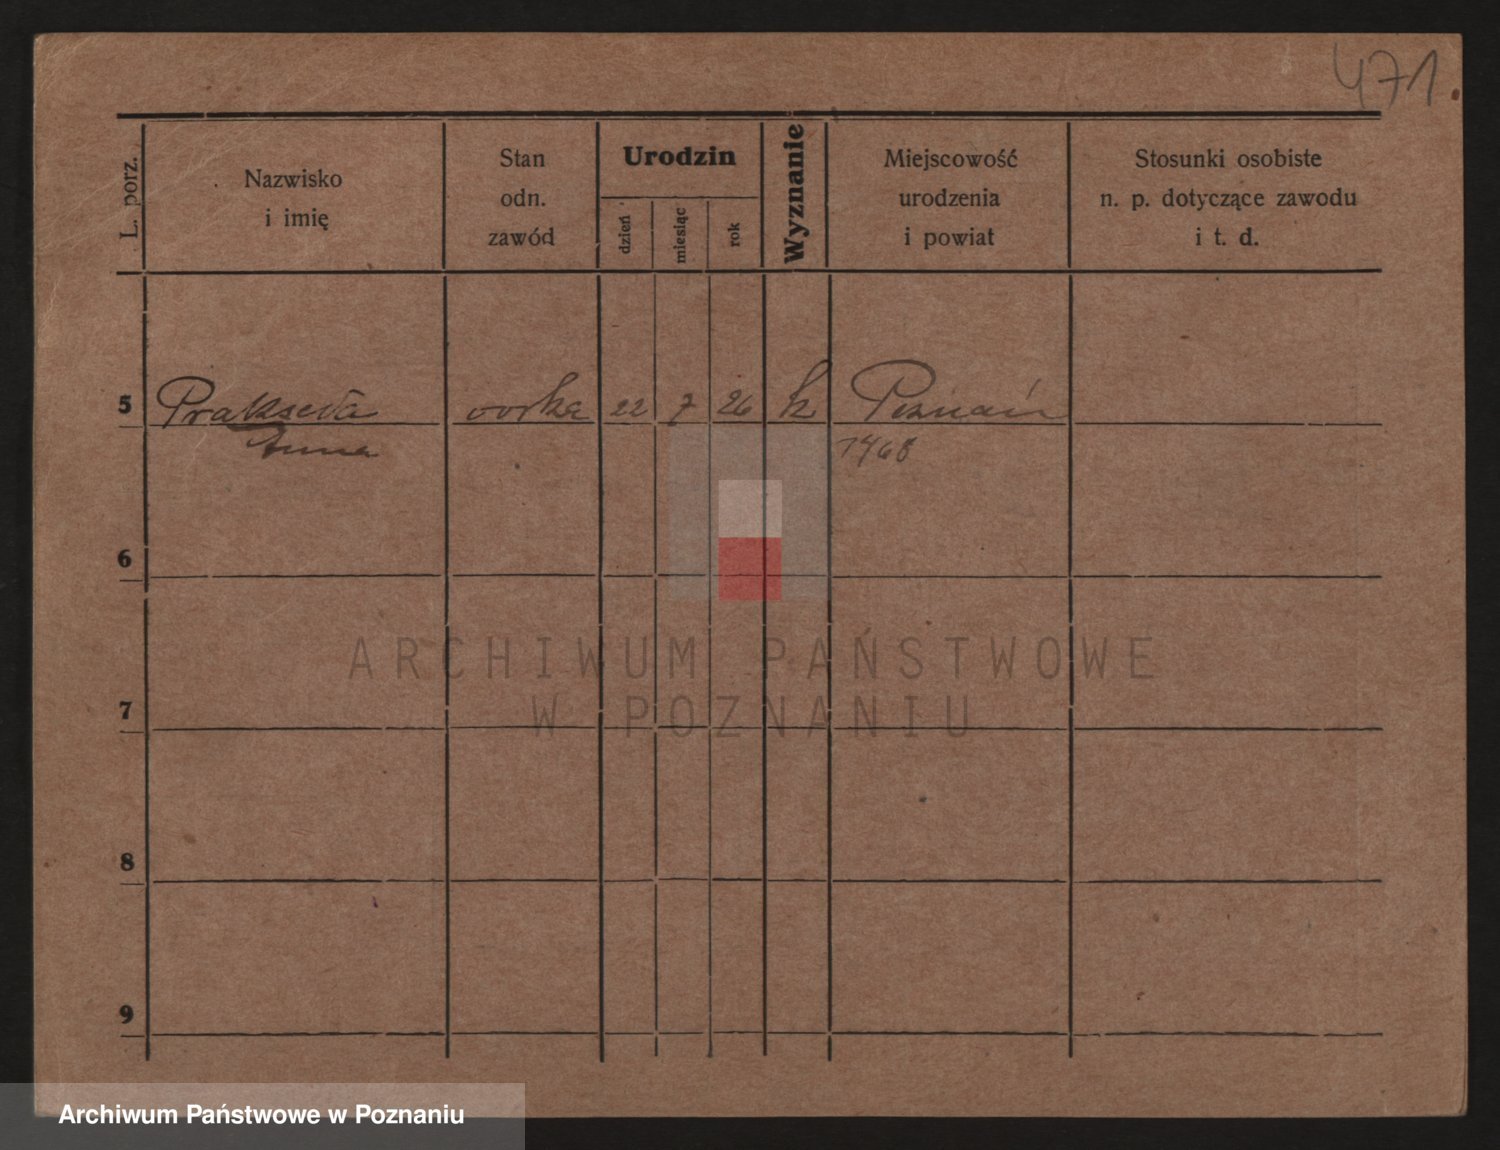 471.
L. porz.
Nazwisko
i imię
Stan
odn.
zawód
Urodzin
dzień
miesiąc
rok
Wyznanie
Miejscowość
urodzenia
i powiat
Stosunki osobiste
n. p. dotyczące zawodu
i t. d.
5 Prakseda 22 7 26 k Poznań
Anna 1468
6
7
8
9
ARCHIWUM PAŃSTWOWE
W POZNANIU
Archiwum Państwowe w Poznaniu